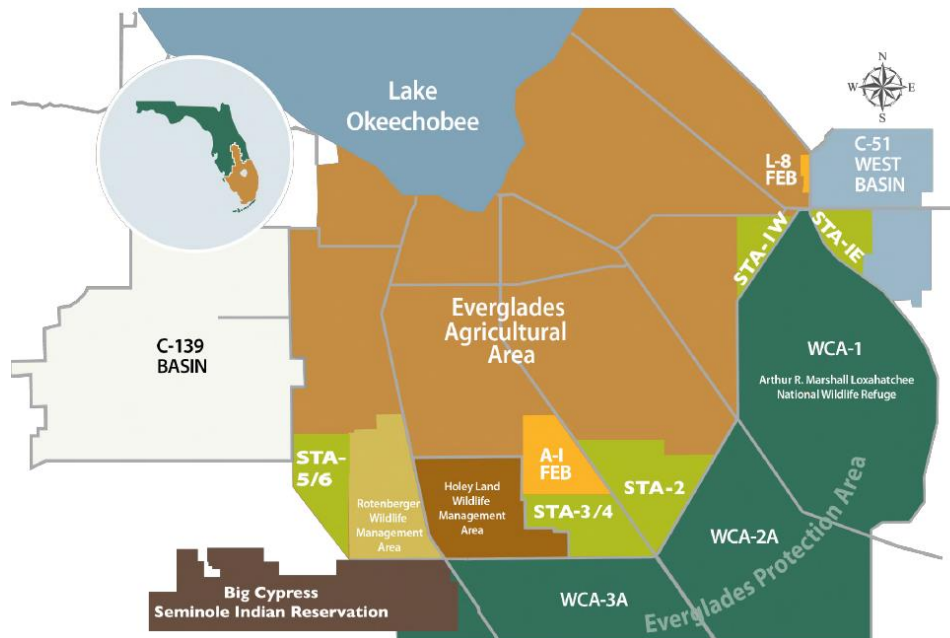 Lake
Okeechobee
N
W
E
S
L-8
FEB
C-51
WEST
BASIN
STA-1W
STA-1E
Everglades
Agricultural
Area
C-139
BASIN
WCA-1
Arthur R. Marshall Loxahatchee
National Wildlife Refuge
STA-
5/6
Rotenberger
Wildlife
Management
Area
Holey Land
Wildlife
Management
Area
A-1
FEB
STA-3/4
STA-2
WCA-2A
Everglades Protection Area
Big Cypress
Seminole Indian Reservation
WCA-3A